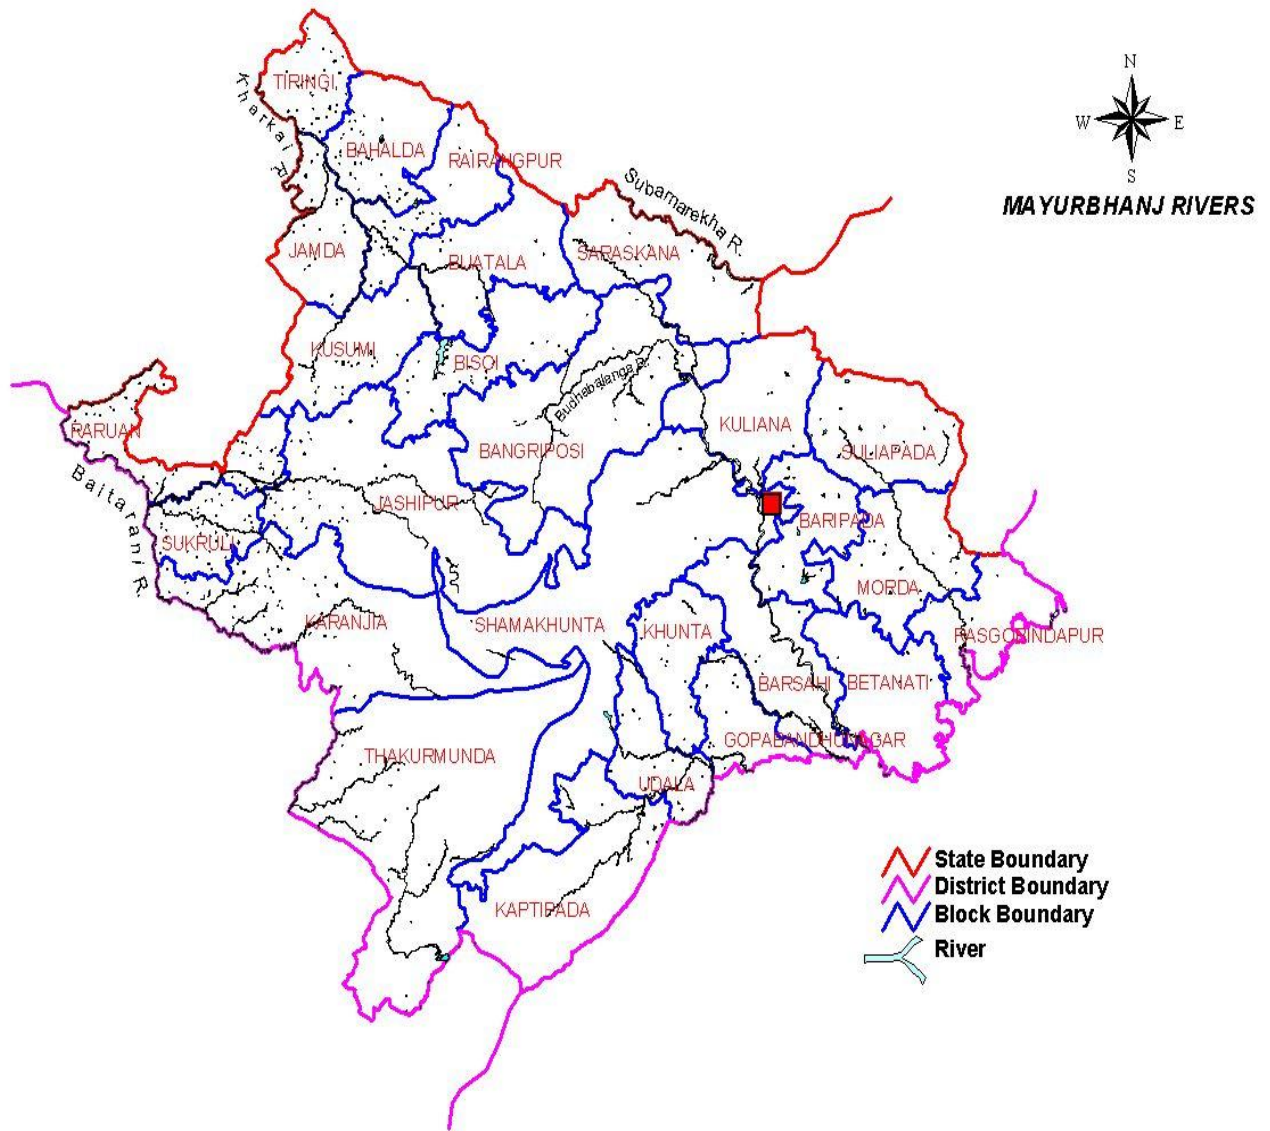 N
W E
S
MAYURBHANJ RIVERS
TIRINGI
Kharkai R.
BAHALDA
RAIRANGPUR
Subarnarekha R.
JAMDA
BIJATALA
SARASKANA
KUSUMI
BISOI
Budhabalanga R.
RARUAN
BANGRIPOSI
KULIANA
SULIAPADA
Baitarani R.
JASHIPUR
SUKRULI
BARIPADA
MORDA
KARANJIA
SHAMAKHUNTA
KHUNTA
RASGOBINDAPUR
BARSAHI
BETANATI
THAKURMUNDA
GOPABANDHUNAGAR
UDALA
KAPTIPADA
State Boundary
District Boundary
Block Boundary
River